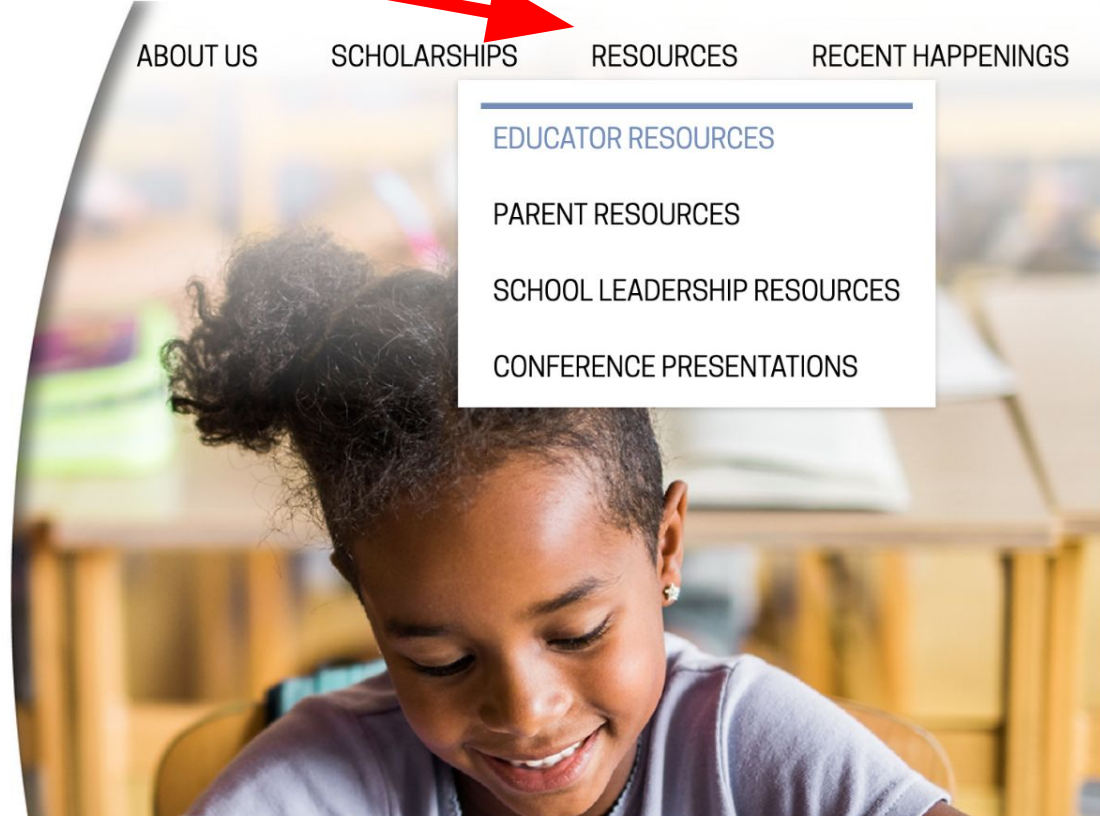 ABOUT US SCHOLARSHIPS RESOURCES RECENT HAPPENINGS
EDUCATOR RESOURCES
PARENT RESOURCES
SCHOOL LEADERSHIP RESOURCES
CONFERENCE PRESENTATIONS